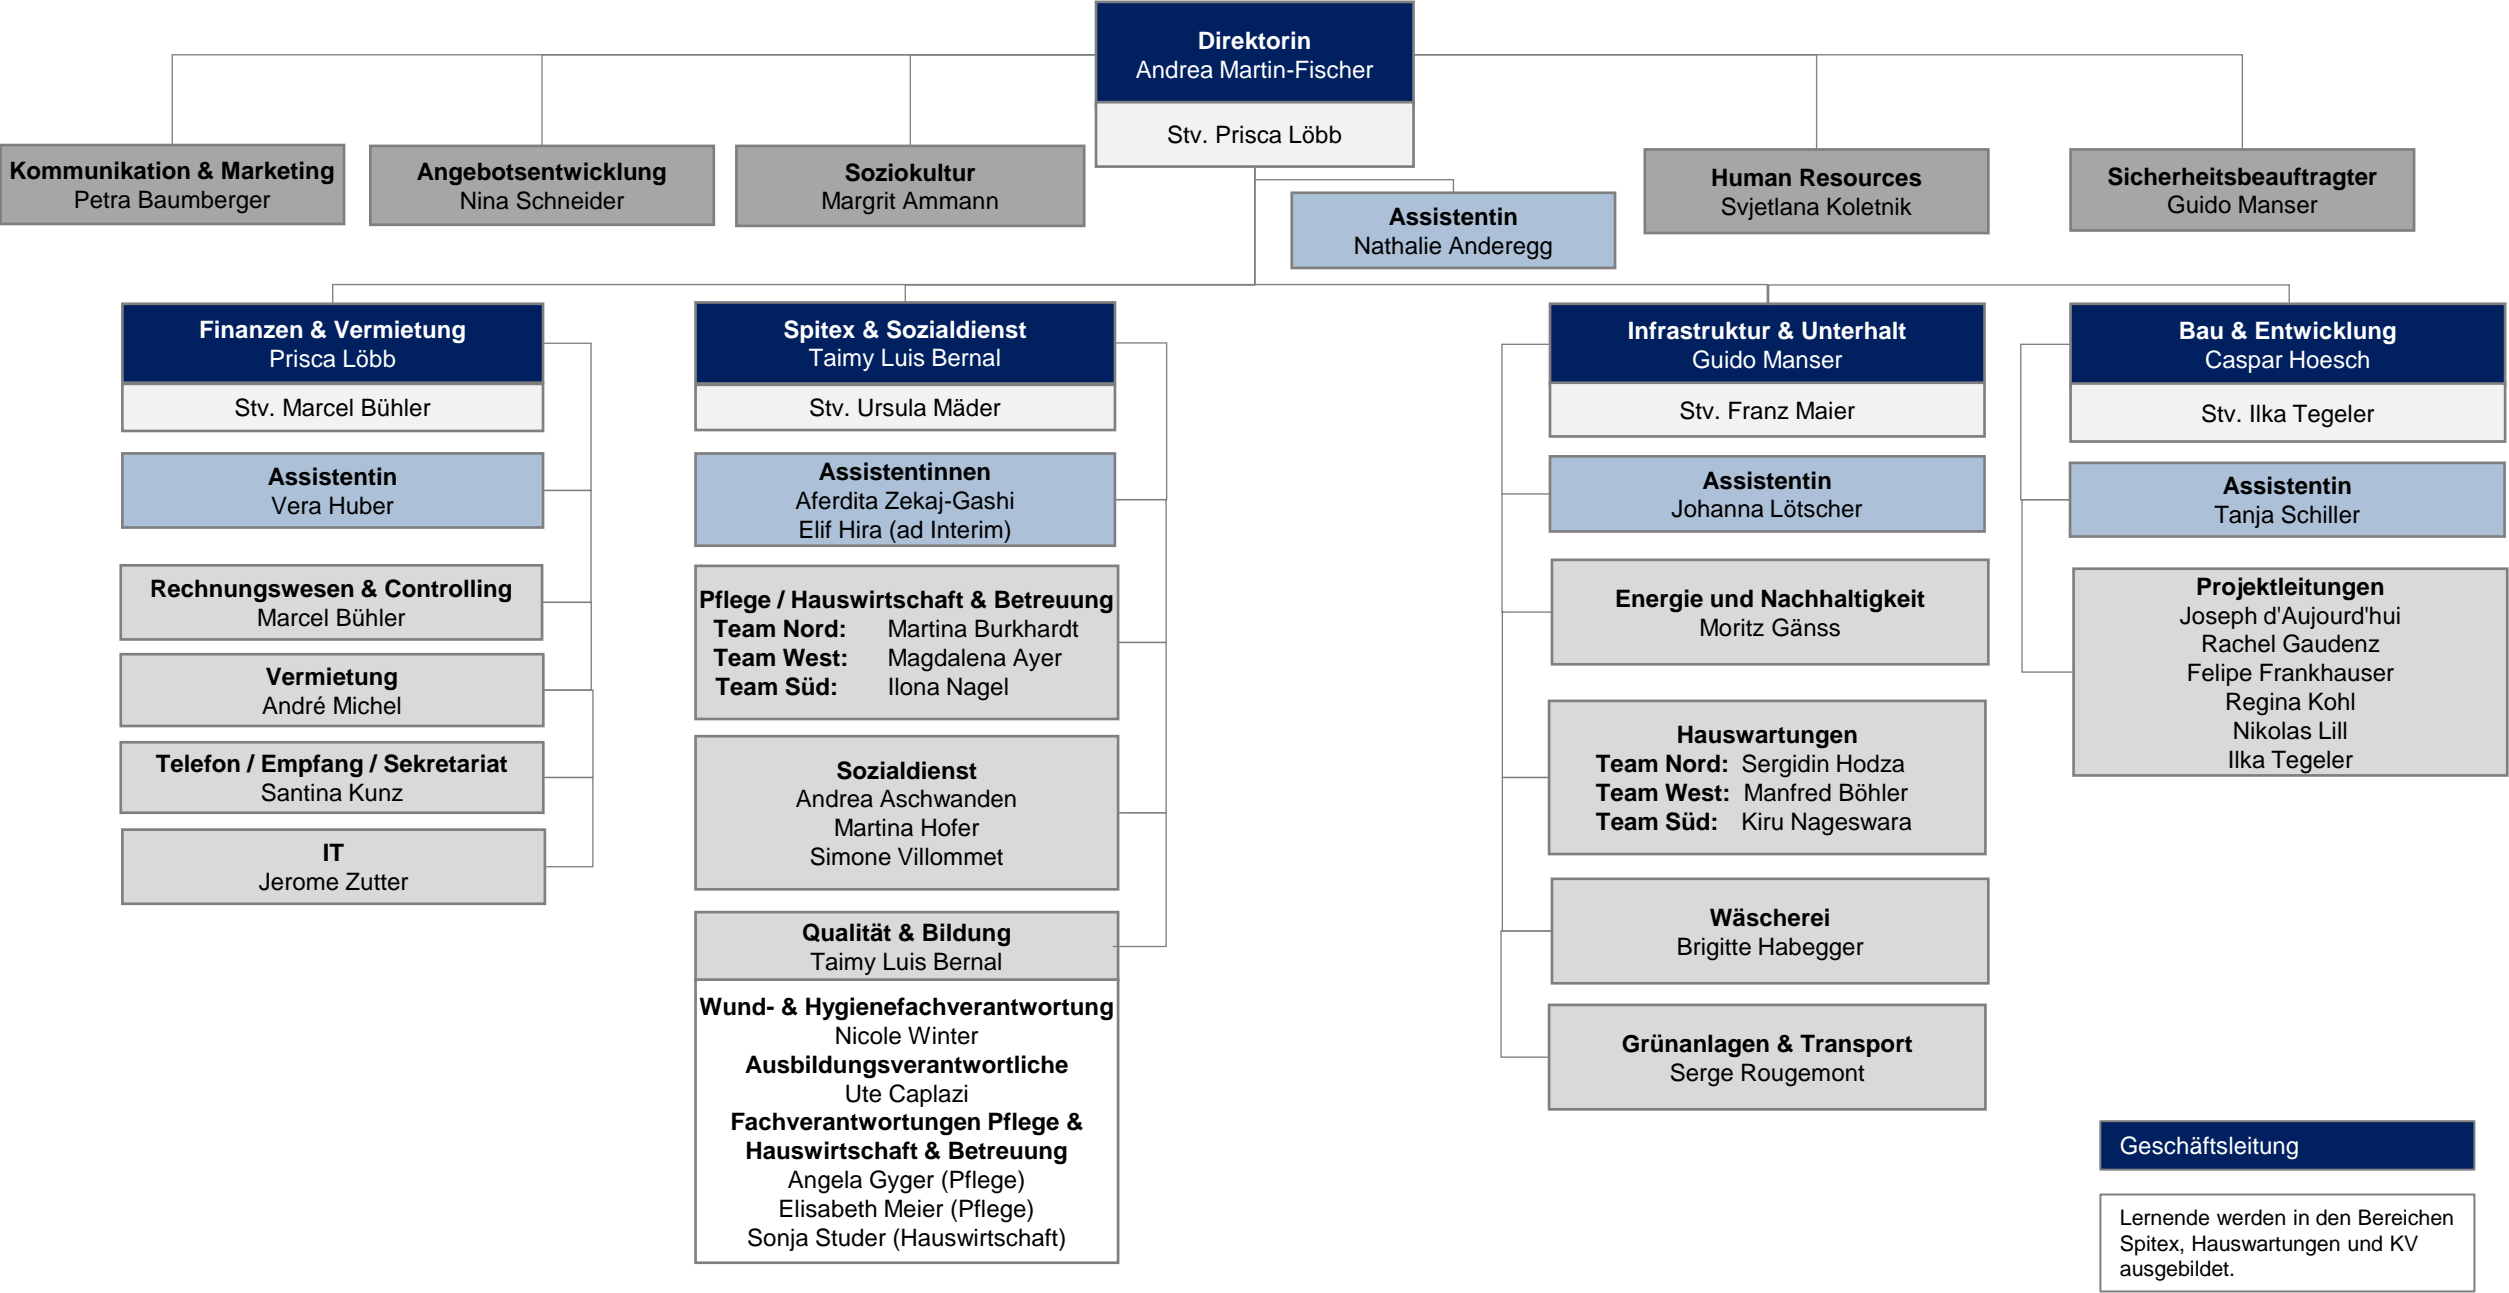 Direktorin
Andrea Martin-Fischer
Stv. Prisca Löbb
Kommunikation & Marketing
Petra Baumberger
Angebotsentwicklung
Nina Schneider
Soziokultur
Margrit Ammann
Assistentin
Nathalie Anderegg
Human Resources
Svjetlana Koletnik
Sicherheitsbeauftragter
Guido Manser
Finanzen & Vermietung
Prisca Löbb
Stv. Marcel Bühler
Assistentin
Vera Huber
Rechnungswesen & Controlling
Marcel Bühler
Vermietung
André Michel
Telefon / Empfang / Sekretariat
Santina Kunz
IT
Jerome Zutter
Spitex & Sozialdienst
Taimy Luis Bernal
Stv. Ursula Mäder
Assistentinnen
Aferdita Zekaj-Gashi
Elif Hira (ad Interim)
Pflege / Hauswirtschaft & Betreuung
Team Nord: Martina Burkhardt
Team West: Magdalena Ayer
Team Süd: Ilona Nagel
Sozialdienst
Andrea Aschwanden
Martina Hofer
Simone Villommet
Qualität & Bildung
Taimy Luis Bernal
Wund- & Hygienefachverantwortung
Nicole Winter
Ausbildungsverantwortliche
Ute Caplazi
Fachverantwortungen Pflege &
Hauswirtschaft & Betreuung
Angela Gyger (Pflege)
Elisabeth Meier (Pflege)
Sonja Studer (Hauswirtschaft)
Infrastruktur & Unterhalt
Guido Manser
Stv. Franz Maier
Assistentin
Johanna Lötscher
Energie und Nachhaltigkeit
Moritz Gänss
Hauswartungen
Team Nord: Sergidin Hodza
Team West: Manfred Böhler
Team Süd: Kiru Nageswara
Wäscherei
Brigitte Habegger
Grünanlagen & Transport
Serge Rougemont
Bau & Entwicklung
Caspar Hoesch
Stv. Ilka Tegeler
Assistentin
Tanja Schiller
Projektleitungen
Joseph d'Aujourd'hui
Rachel Gaudenz
Felipe Frankhauser
Regina Kohl
Nikolas Lill
Ilka Tegeler
Geschäftsleitung
Lernende werden in den Bereichen
Spitex, Hauswartungen und KV
ausgebildet.